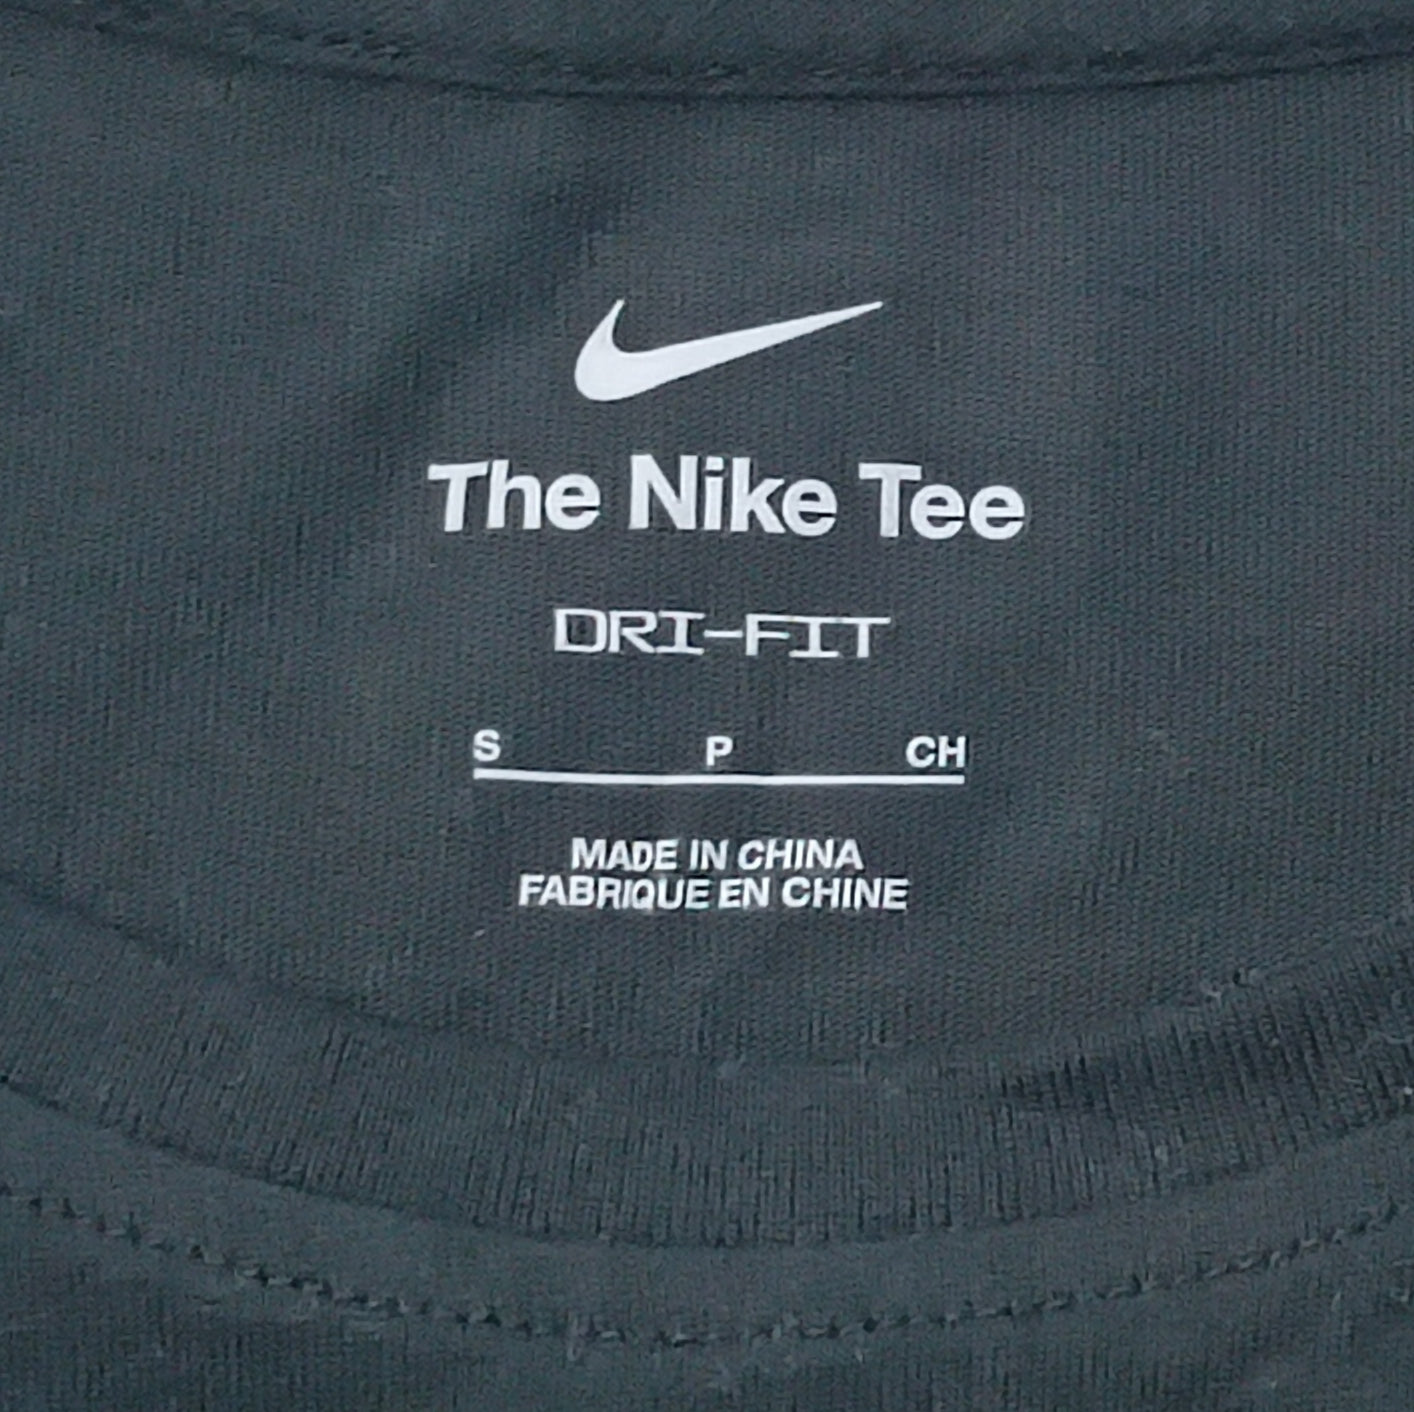 The Nike Tee
DRI-FIT
S P CH
MADE IN CHINA
FABRIQUE EN CHINE